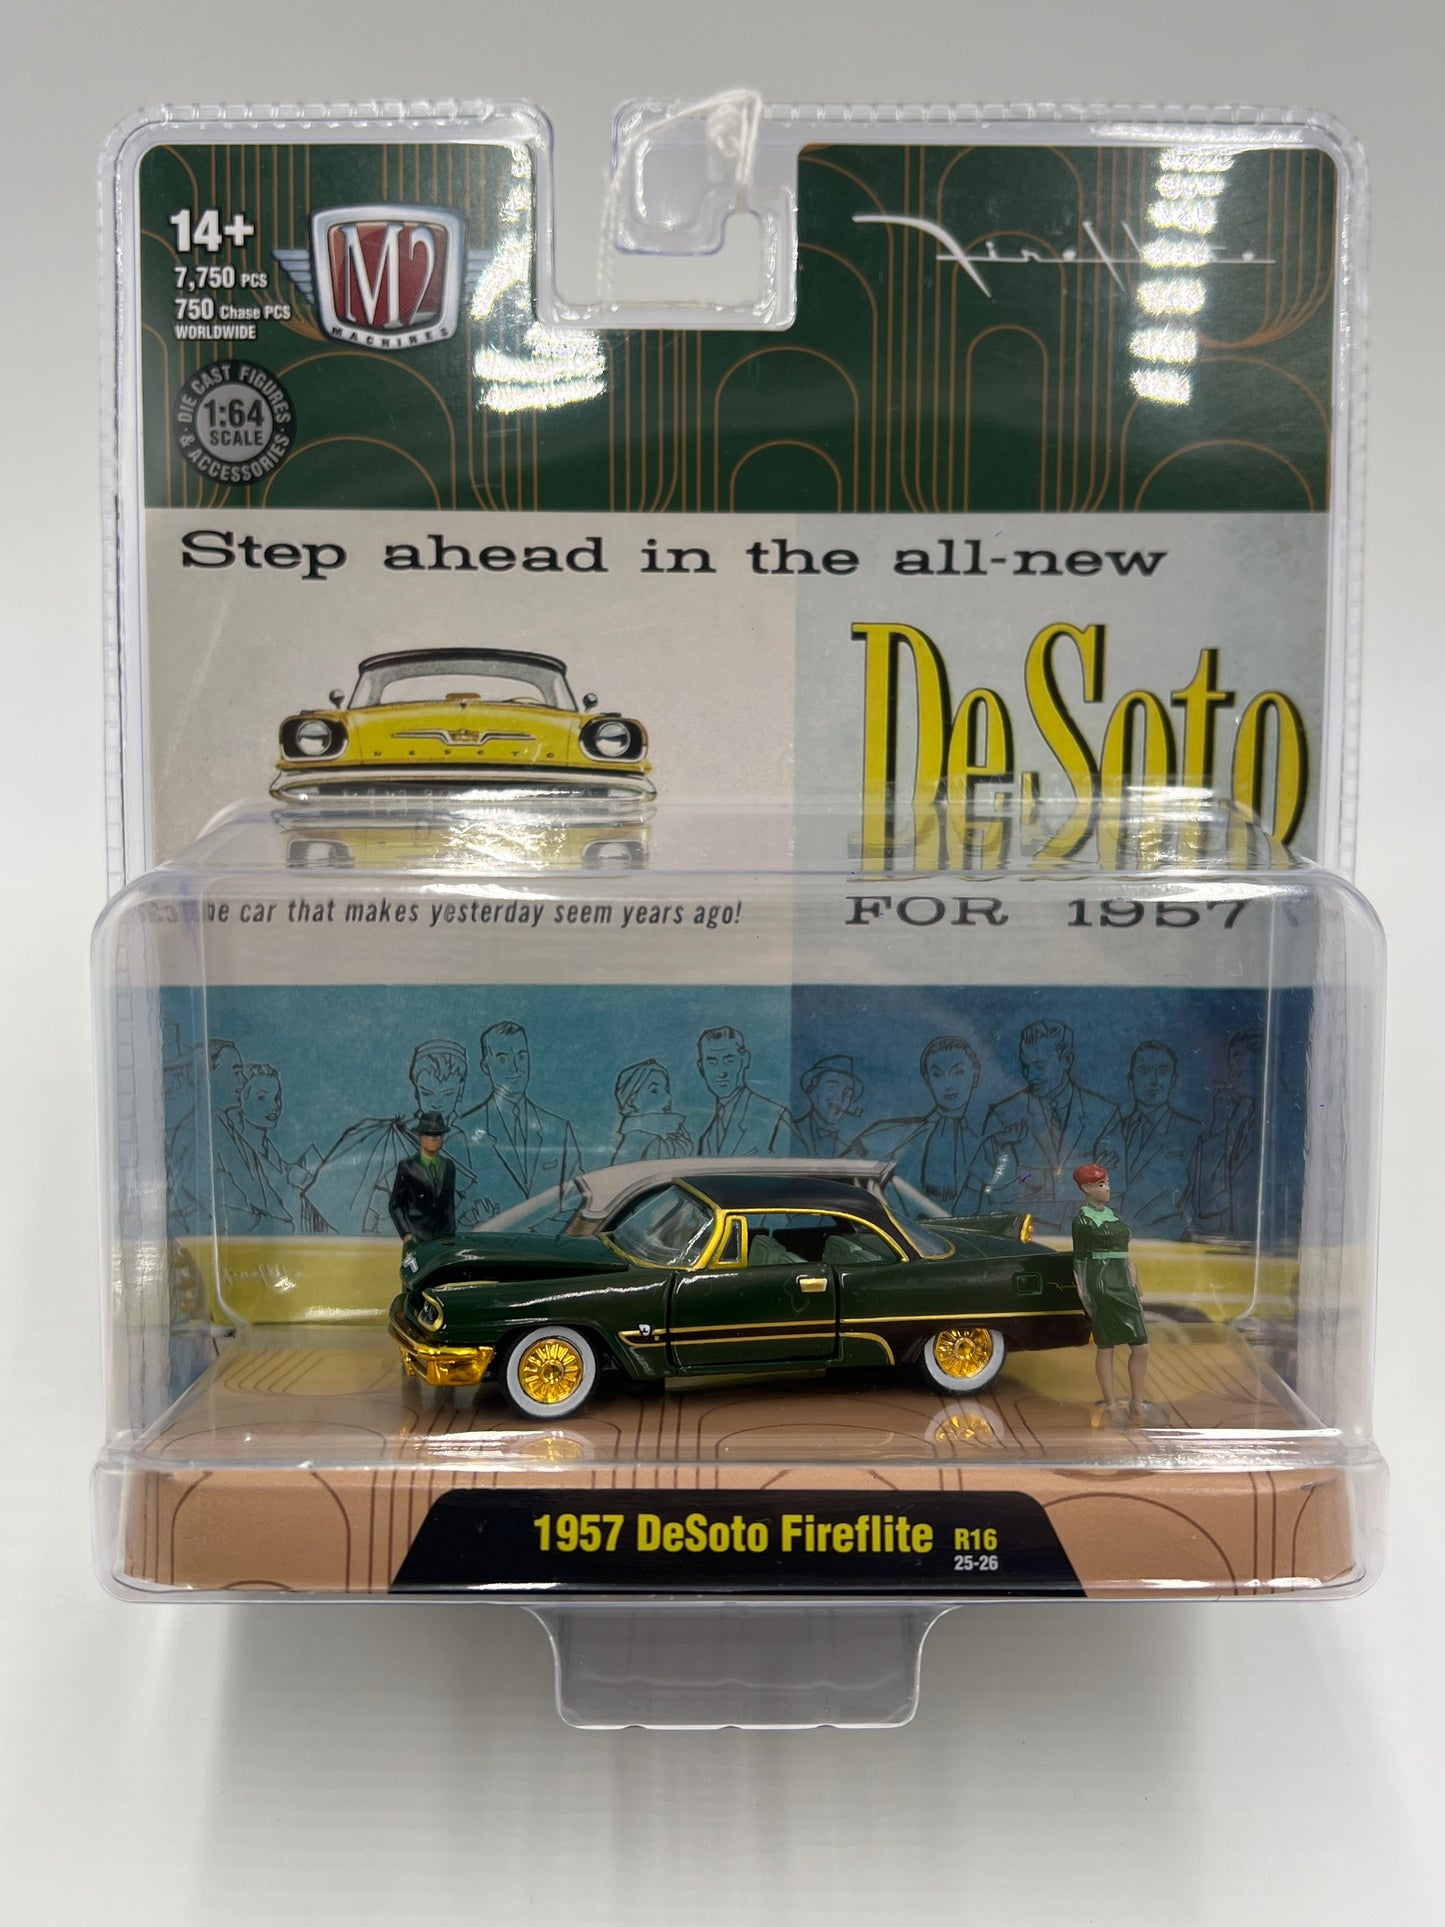 14+
7,750 PCS
750 Chase PCS
WORLDWIDE
M2
MACHINES
DIE CAST FIGURES
1:64
SCALE
& ACCESSORIES
Fireflite
Step ahead in the all-new
DeSoto
DESOTO
car that makes yesterday seem years ago!
FOR 1957
1957 DeSoto Fireflite R16
25-26